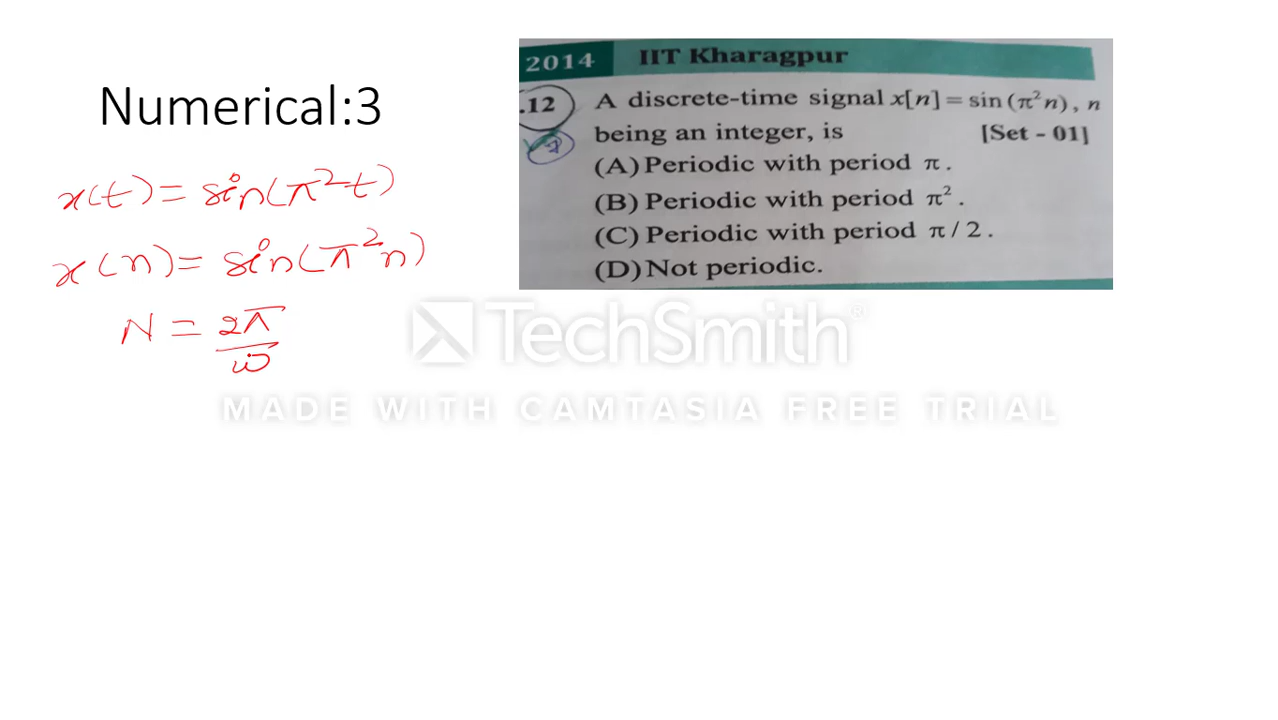 Numerical:3
x(t) = sin(π²t)
x(n) = sin(π²n)
N = 2π/ω
2014 IIT Kharagpur
.12 A discrete-time signal x[n] = sin (π²n), n
being an integer, is [Set - 01]
(A) Periodic with period π.
(B) Periodic with period π².
(C) Periodic with period π / 2.
(D) Not periodic.
TechSmith®
MADE WITH CAMTASIA FREE TRIAL